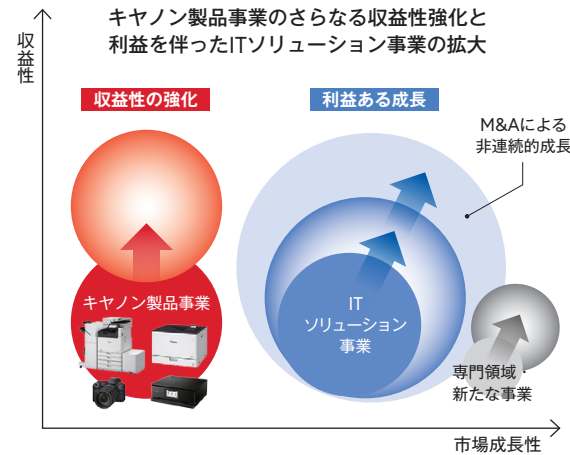 キヤノン製品事業のさらなる収益性強化と
利益を伴ったITソリューション事業の拡大
収益性
収益性の強化
利益ある成長
M&Aによる
非連続的成長
キヤノン製品事業
IT
ソリューション
事業
専門領域・
新たな事業
市場成長性